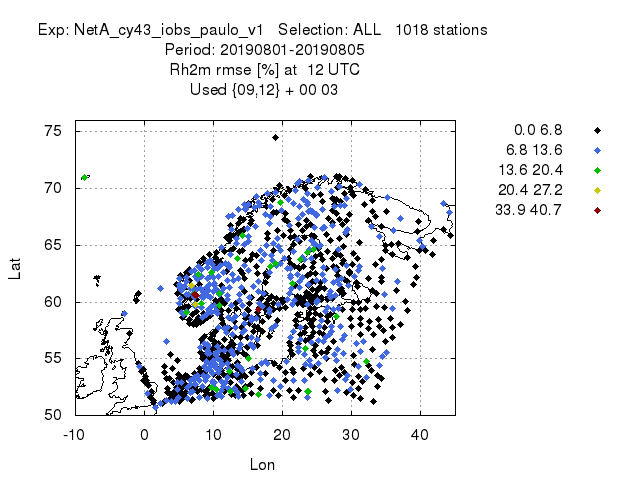 Exp: NetA_cy43_iobs_paulo_v1   Selection: ALL   1018 stations
Period: 20190801-20190805
Rh2m rmse [%] at  12 UTC
Used {09,12} + 00 03
0.0 6.8
6.8 13.6
13.6 20.4
20.4 27.2
33.9 40.7
75
70
65
60
55
50
Lat
-10 0 10 20 30 40
Lon